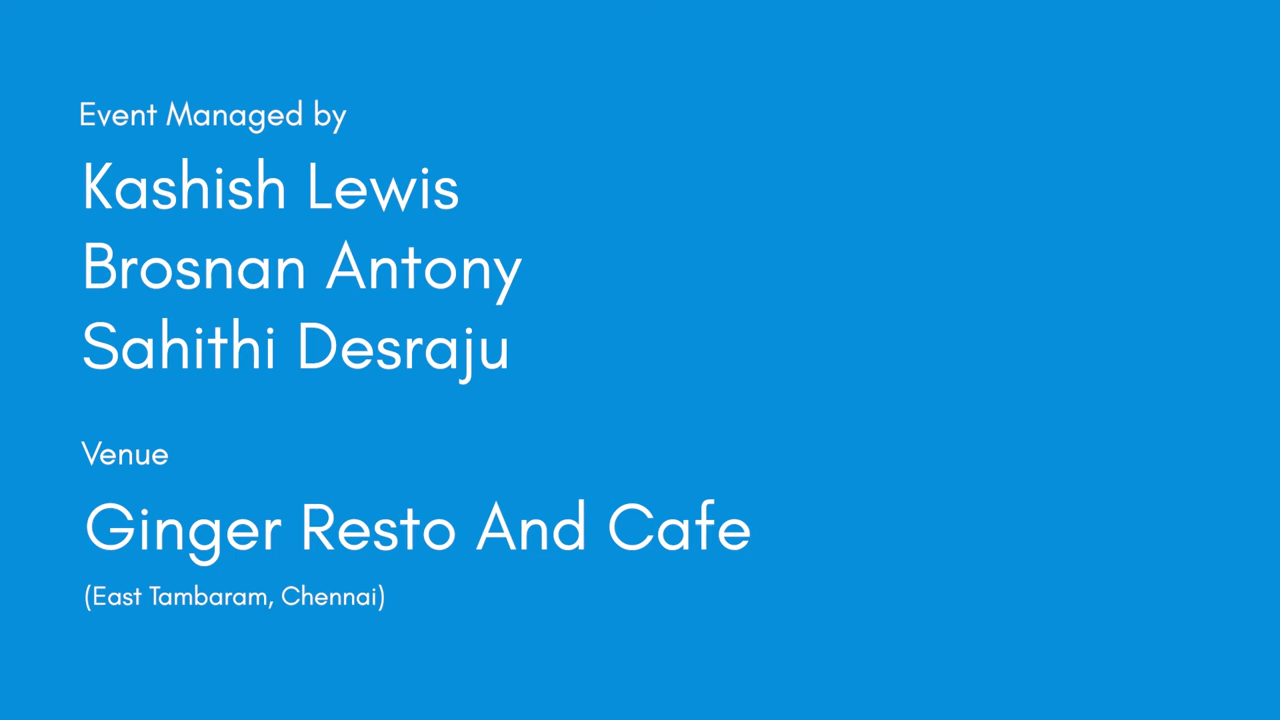 Event Managed by
Kashish Lewis
Brosnan Antony
Sahithi Desraju
Venue
Ginger Resto And Cafe
(East Tambaram, Chennai)